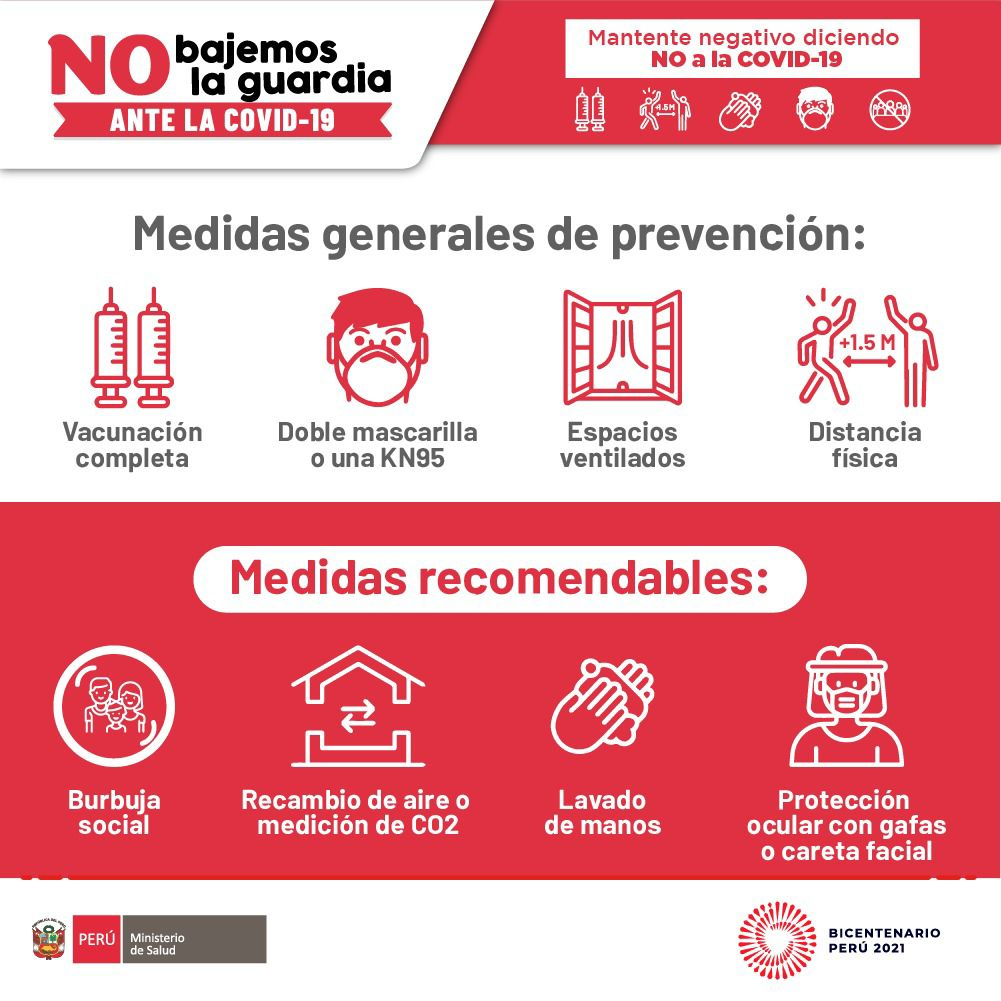 NO bajemos
la guardia
ANTE LA COVID-19
Mantente negativo diciendo
NO a la COVID-19
1.5M
Medidas generales de prevención:
+1.5 M
Vacunación
completa
Doble mascarilla
o una KN95
Espacios
ventilados
Distancia
física
Medidas recomendables:
Burbuja
social
Recambio de aire o
medición de CO2
Lavado
de manos
Protección
ocular con gafas
o careta facial
PERÚ
Ministerio
de Salud
BICENTENARIO
PERÚ 2021